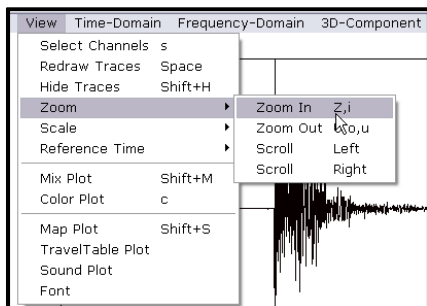 View Time-Domain Frequency-Domain 3D-Component
Select Channels s
Redraw Traces Space
Hide Traces Shift+H
Zoom
Scale
Reference Time
Mix Plot Shift+M
Color Plot c
Map Plot Shift+S
TravelTable Plot
Sound Plot
Font
Zoom In Z,i
Zoom Out o,u
Scroll Left
Scroll Right